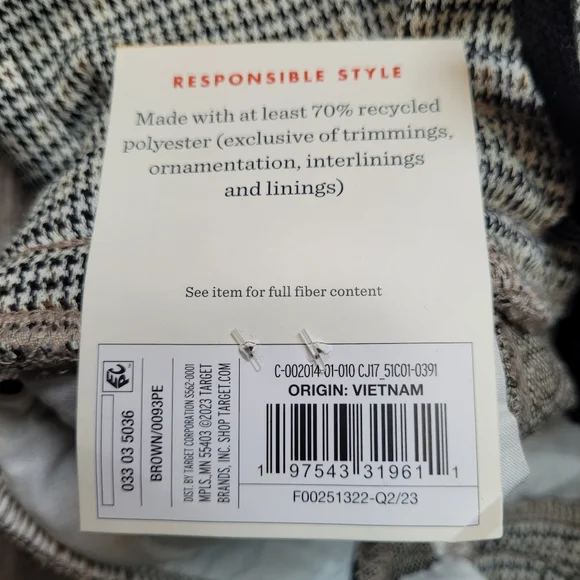 RESPONSIBLE STYLE
Made with at least 70% recycled
polyester (exclusive of trimmings,
ornamentation, interlinings
and linings)
See item for full fiber content
EPC
033 03 5036
BROWN/0093PE
DIST. BY TARGET CORPORATION S562-0001
MPLS, MN 55403 ©2023 TARGET
BRANDS, INC. SHOP TARGET.COM
C-002014-01-010 CJ17_51C01-0391
ORIGIN: VIETNAM
1 97543 31961 1
F00251322-Q2/23